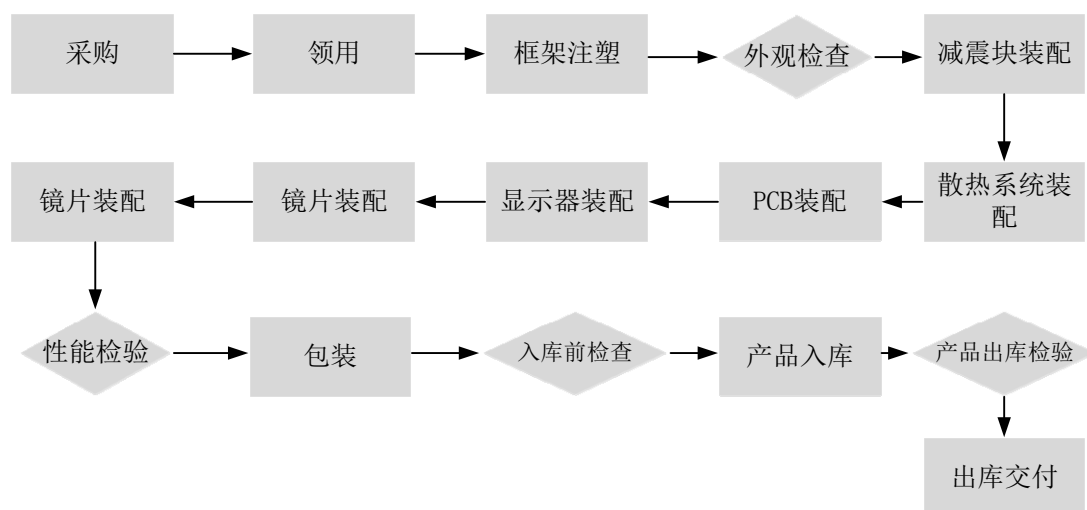 采购
领用
框架注塑
外观检查
减震块装配
散热系统装
配
PCB装配
显示器装配
镜片装配
镜片装配
性能检验
包装
入库前检查
产品入库
产品出库检验
出库交付